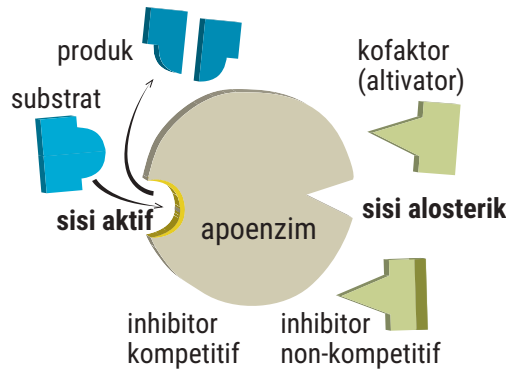 produk
substrat
kofaktor
(altivator)
sisi aktif
apoenzim
sisi alosterik
inhibitor
kompetitif
inhibitor
non-kompetitif